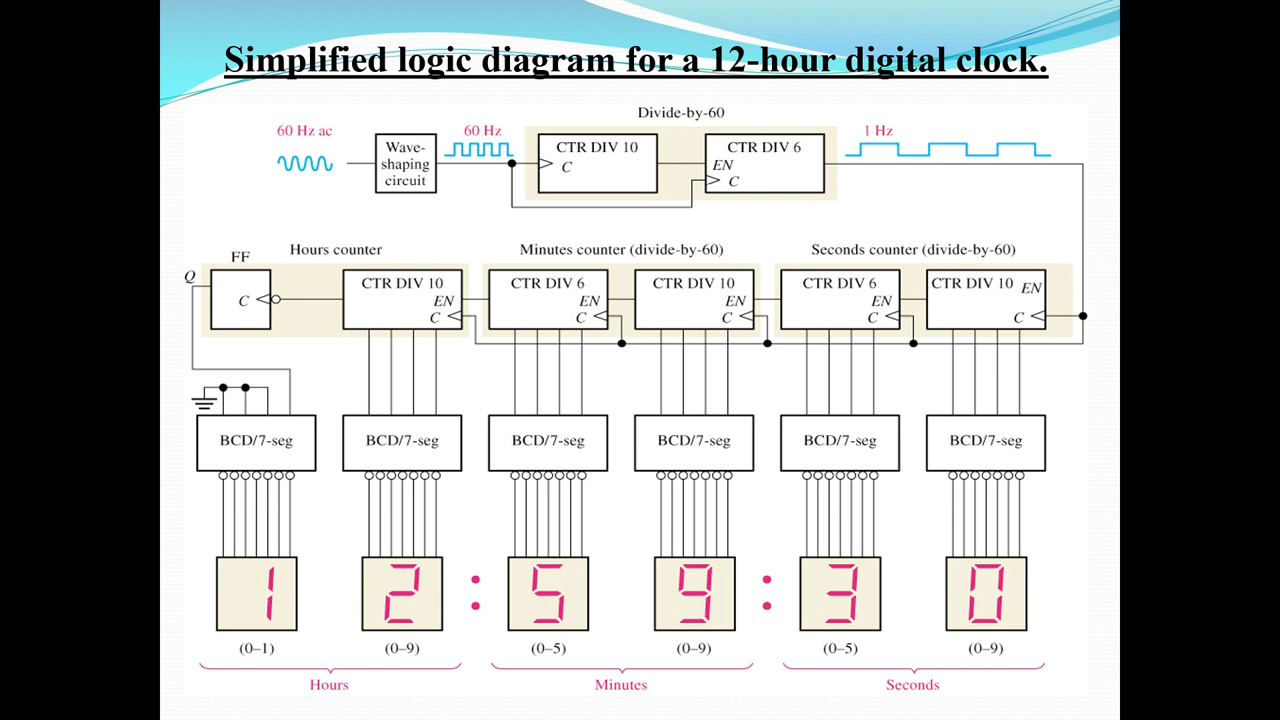 Simplified logic diagram for a 12-hour digital clock.
Divide-by-60
60 Hz ac
Wave-
shaping
circuit
60 Hz
CTR DIV 10
C
CTR DIV 6
EN
C
1 Hz
FF
Hours counter
Minutes counter (divide-by-60)
Seconds counter (divide-by-60)
Q
C
CTR DIV 10
EN
C
CTR DIV 6
EN
C
CTR DIV 10
EN
C
CTR DIV 6
EN
C
CTR DIV 10
EN
C
BCD/7-seg
BCD/7-seg
BCD/7-seg
BCD/7-seg
BCD/7-seg
BCD/7-seg
1 2 : 5 9 : 3 0
(0–1)
(0–9)
(0–5)
(0–9)
(0–5)
(0–9)
Hours
Minutes
Seconds